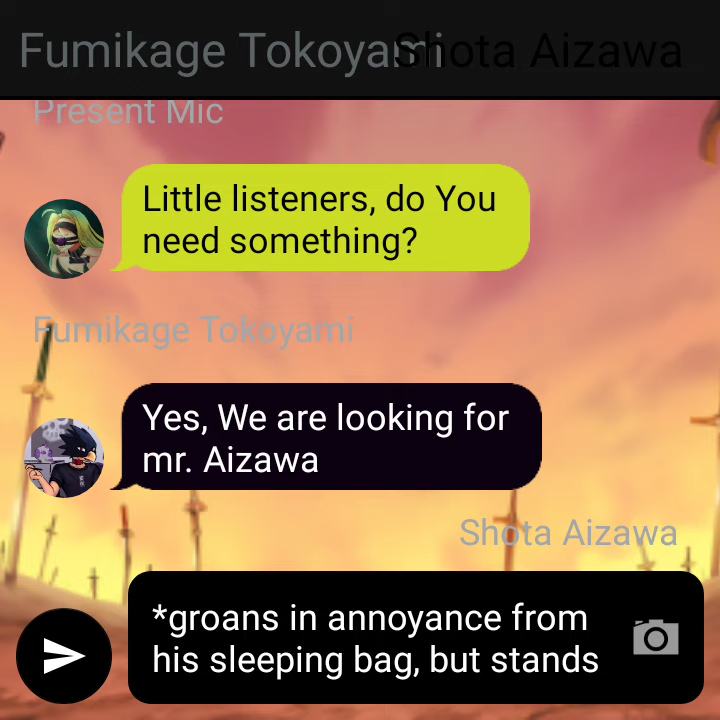 Fumikage Tokoyami Shota Aizawa
Present Mic
Little listeners, do You
need something?
Fumikage Tokoyami
Yes, We are looking for
mr. Aizawa
Shota Aizawa
*groans in annoyance from
his sleeping bag, but stands